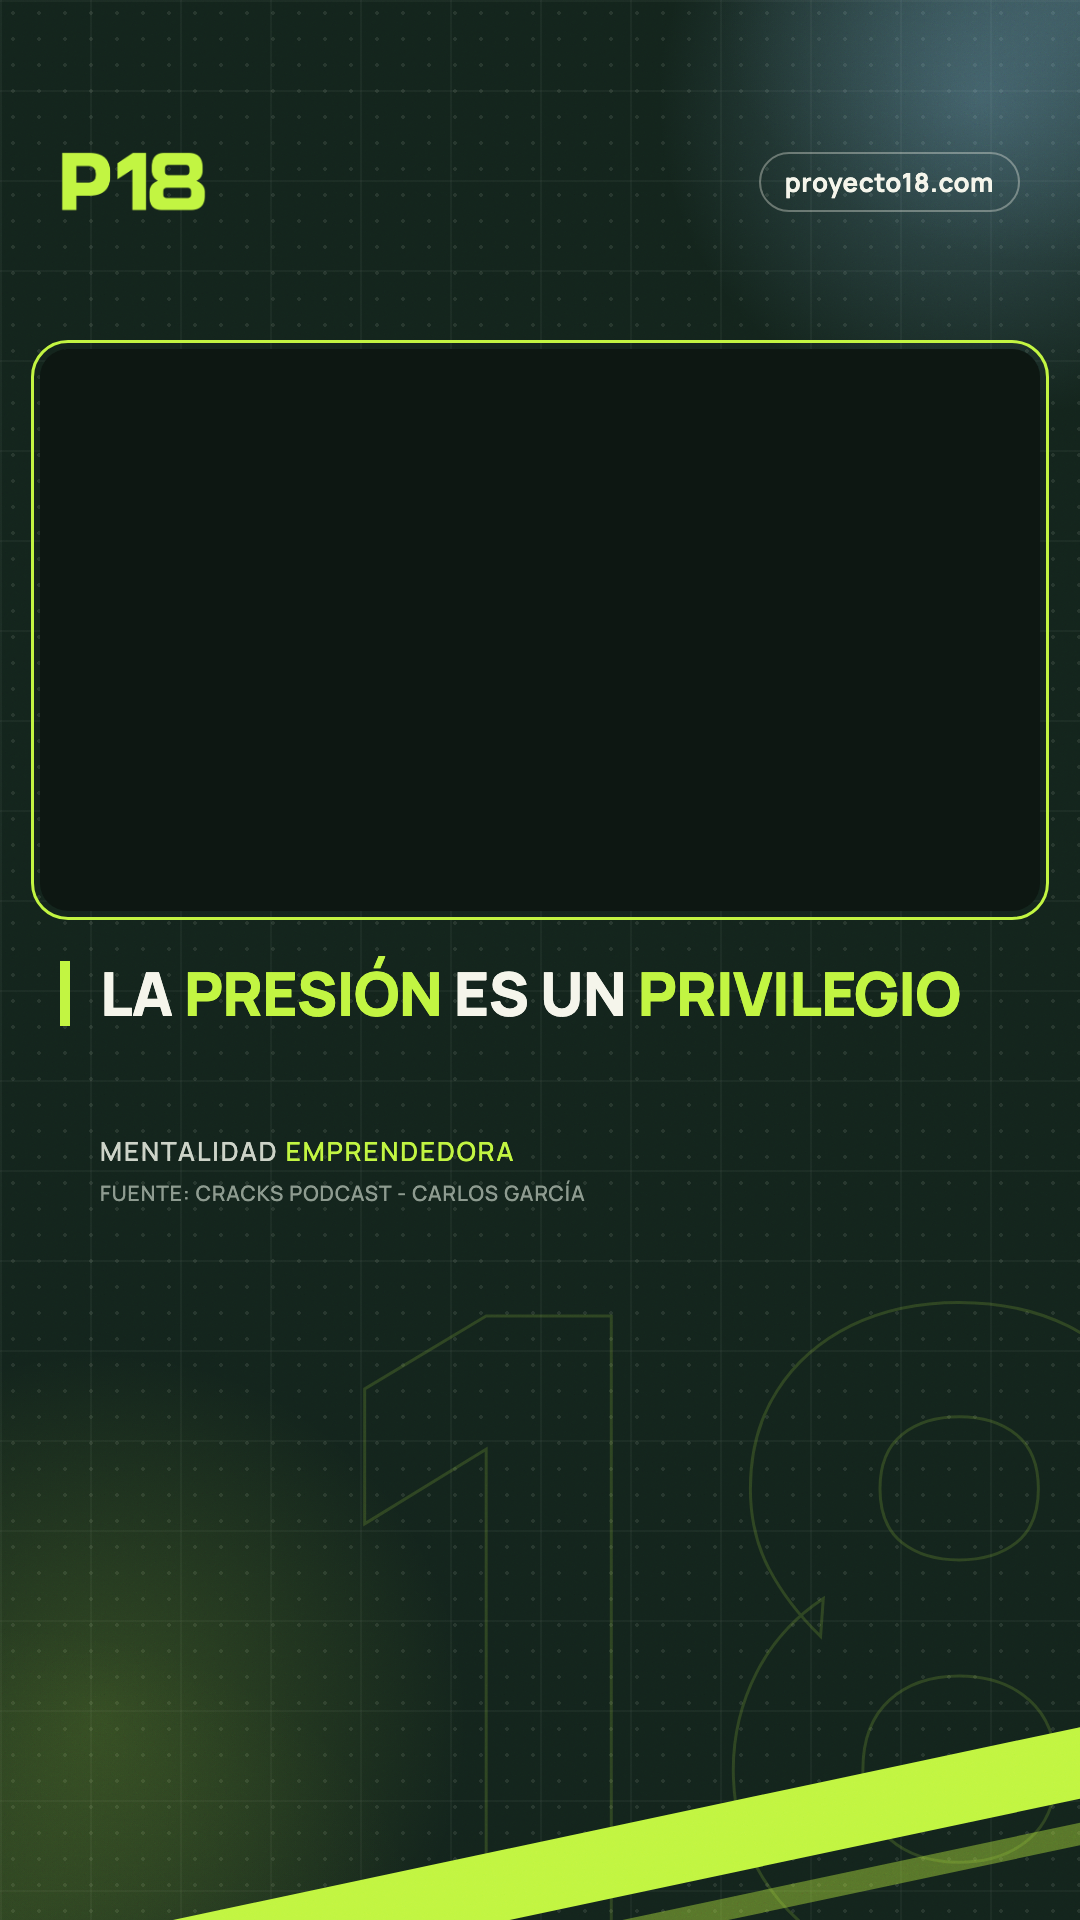 P18
proyecto18.com
LA PRESIÓN ES UN PRIVILEGIO
MENTALIDAD EMPRENDEDORA
FUENTE: CRACKS PODCAST - CARLOS GARCÍA
18